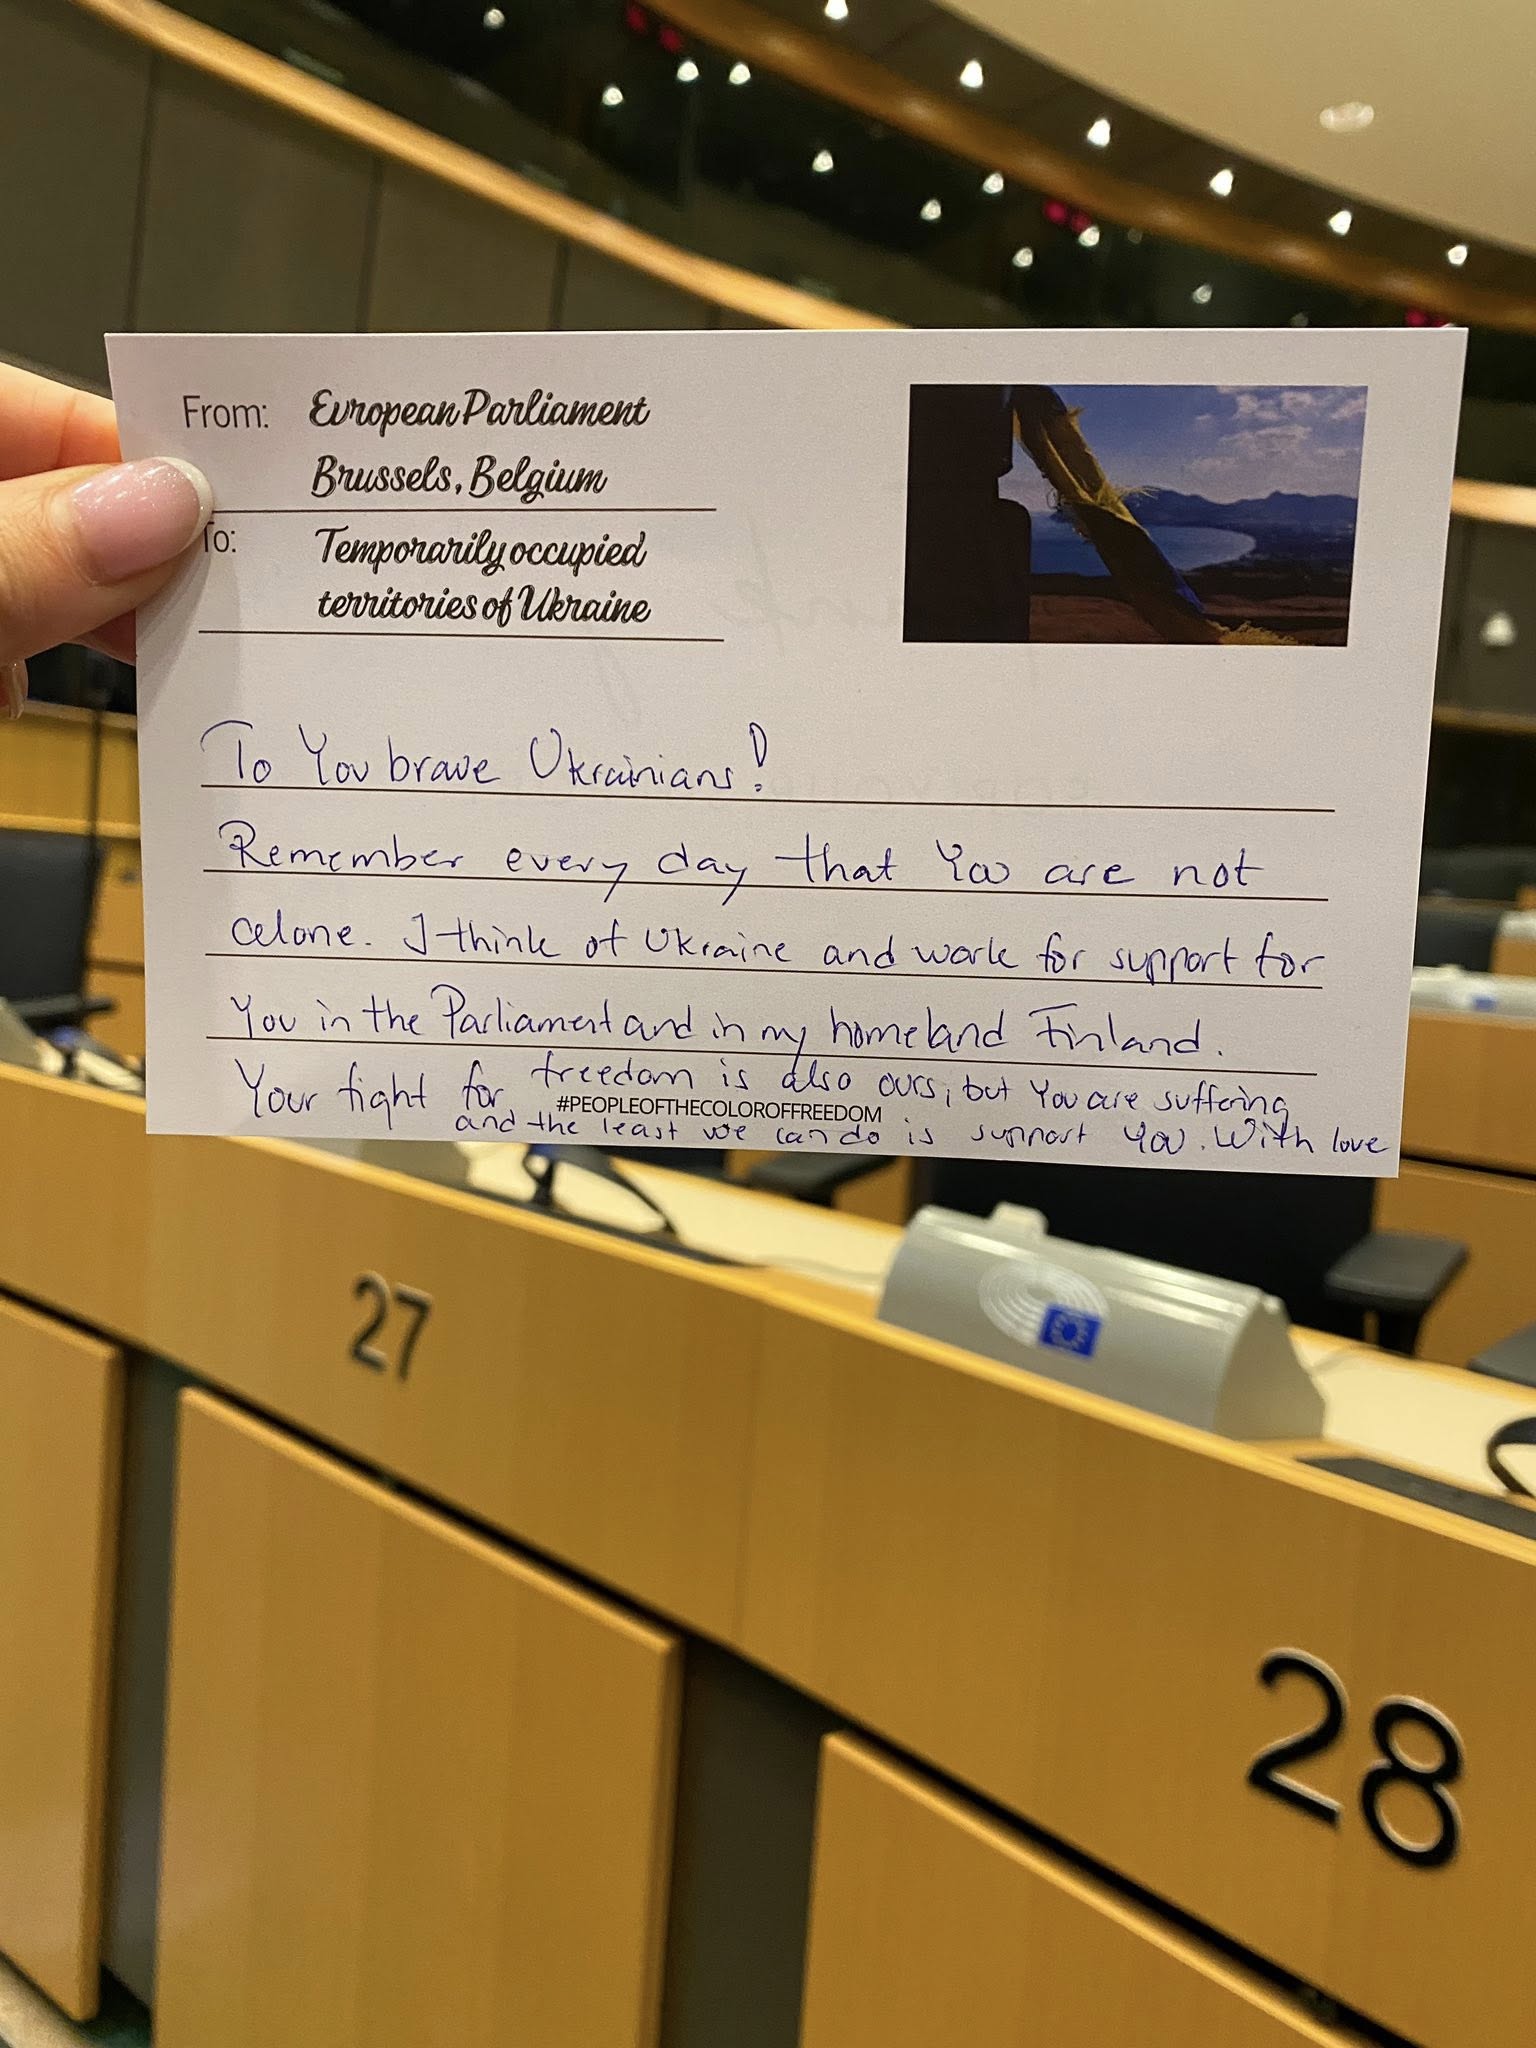 From: European Parliament
Brussels, Belgium
To: Temporarily occupied
territories of Ukraine
To You brave Ukrainians!
Remember every day that You are not
alone. I think of Ukraine and work for support for
You in the Parliament and in my homeland Finland.
Your fight for freedom is also ours, but You are suffering
#PEOPLEOFTHECOLOROFFREEDOM
and the least we can do is support You. With love
27
28